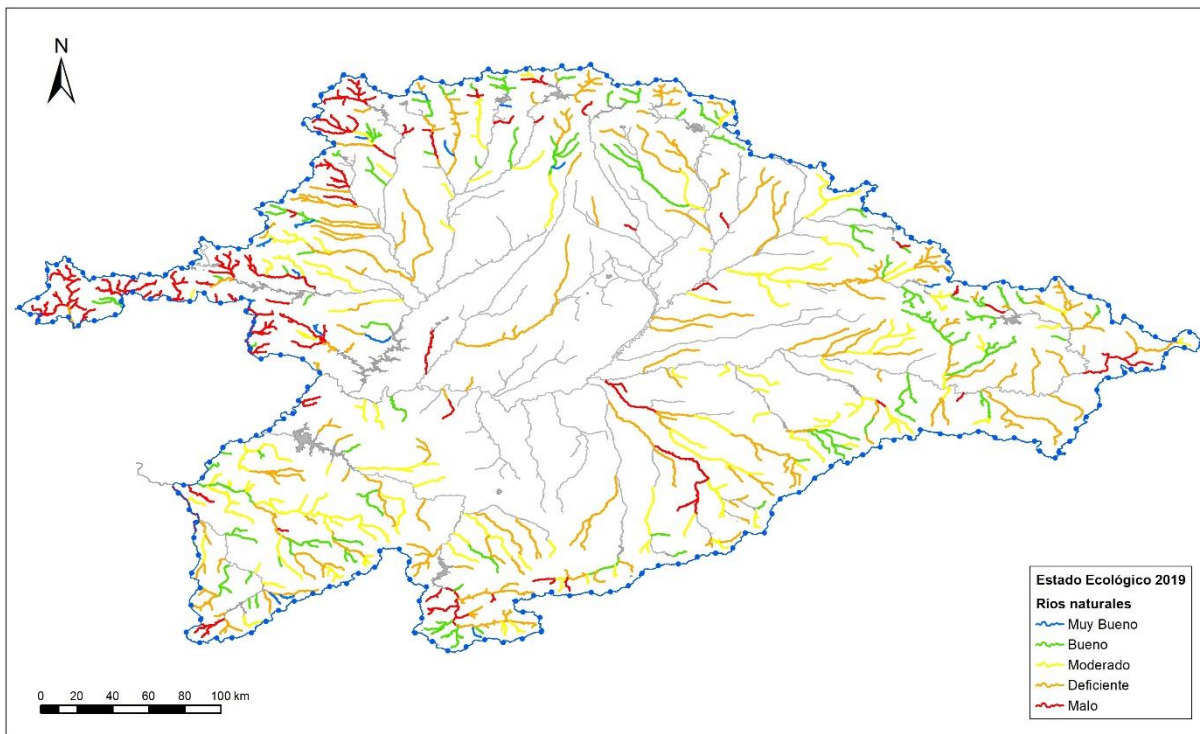 N
Estado Ecológico 2019
Ríos naturales
Muy Bueno
Bueno
Moderado
Deficiente
Malo
0 20 40 60 80 100 km